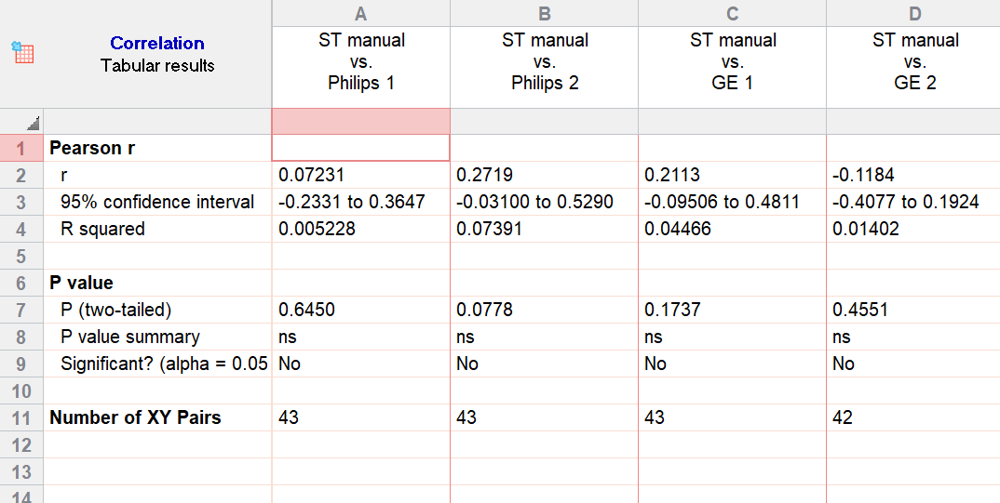 A B C D
Correlation
Tabular results
ST manual
vs.
Philips 1
ST manual
vs.
Philips 2
ST manual
vs.
GE 1
ST manual
vs.
GE 2
1 Pearson r
2 r 0.07231 0.2719 0.2113 -0.1184
3 95% confidence interval -0.2331 to 0.3647 -0.03100 to 0.5290 -0.09506 to 0.4811 -0.4077 to 0.1924
4 R squared 0.005228 0.07391 0.04466 0.01402
5
6 P value
7 P (two-tailed) 0.6450 0.0778 0.1737 0.4551
8 P value summary ns ns ns ns
9 Significant? (alpha = 0.05 No No No No
10
11 Number of XY Pairs 43 43 43 42
12
13
14